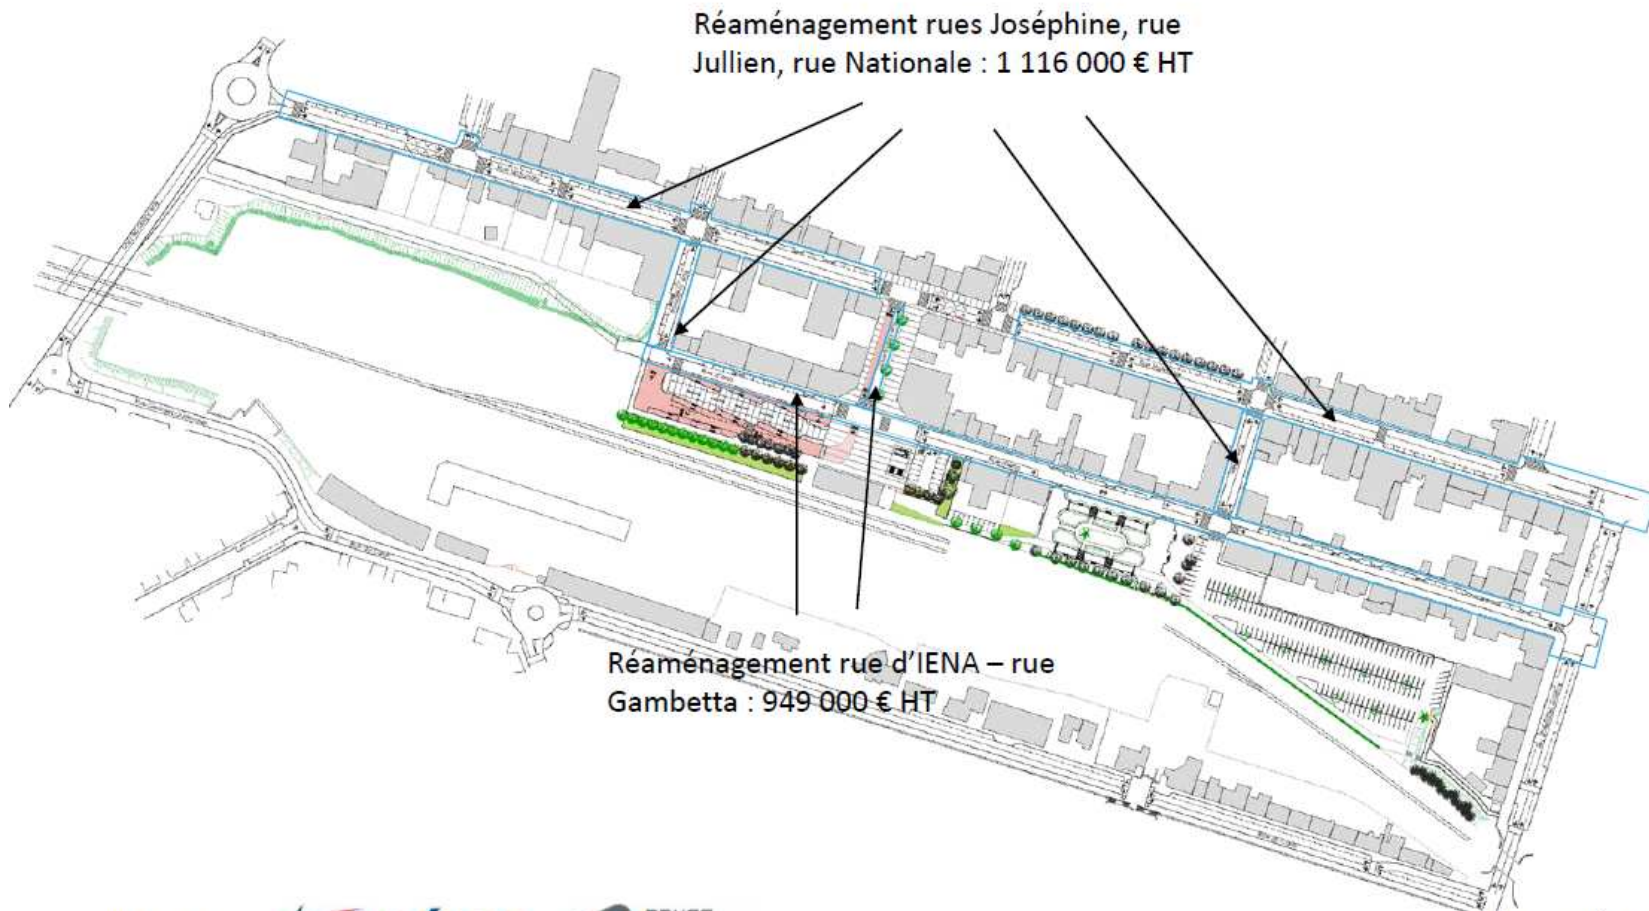 Réaménagement rues Joséphine, rue
Jullien, rue Nationale : 1 116 000 € HT
Réaménagement rue d'IENA – rue
Gambetta : 949 000 € HT